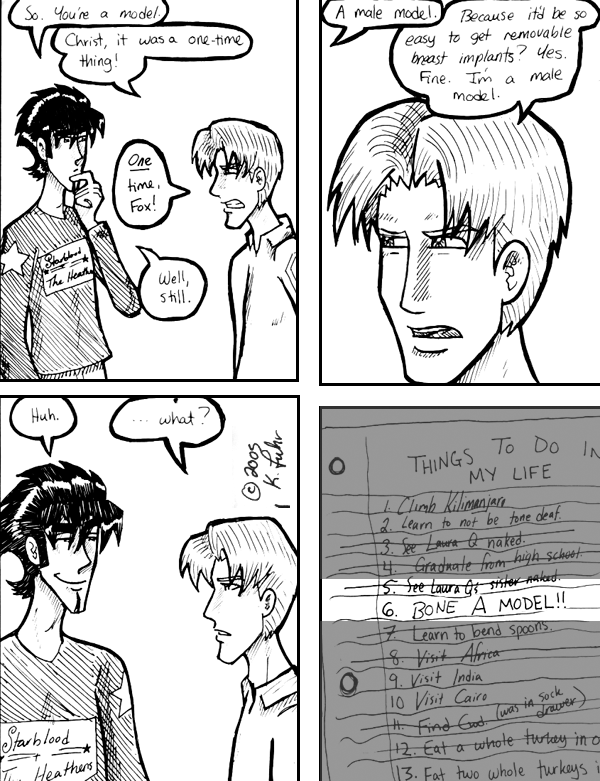 So. You're a model.
Christ, it was a one-time
thing!
One
time,
Fox!
Well,
still.
Starblood
The Heathens
A male model.
Because it'd be so
easy to get removable
breast implants? Yes.
Fine. I'm a male
model.
Huh.
... what?
© 2005
K. Fuhr
Starblood
+
The Heathens
THINGS TO DO IN
MY LIFE
1. Climb Kilimanjaro
2. Learn to not be tone deaf.
3. See Laura Q naked.
4. Graduate from high school.
5. See Laura Q's sister naked.
6. BONE A MODEL!!
7. Learn to bend spoons.
8. Visit Africa
9. Visit India
10 Visit Cairo
11. Find God (was in sock
drawer)
12. Eat a whole turkey in o
13. Eat two whole turkeys i